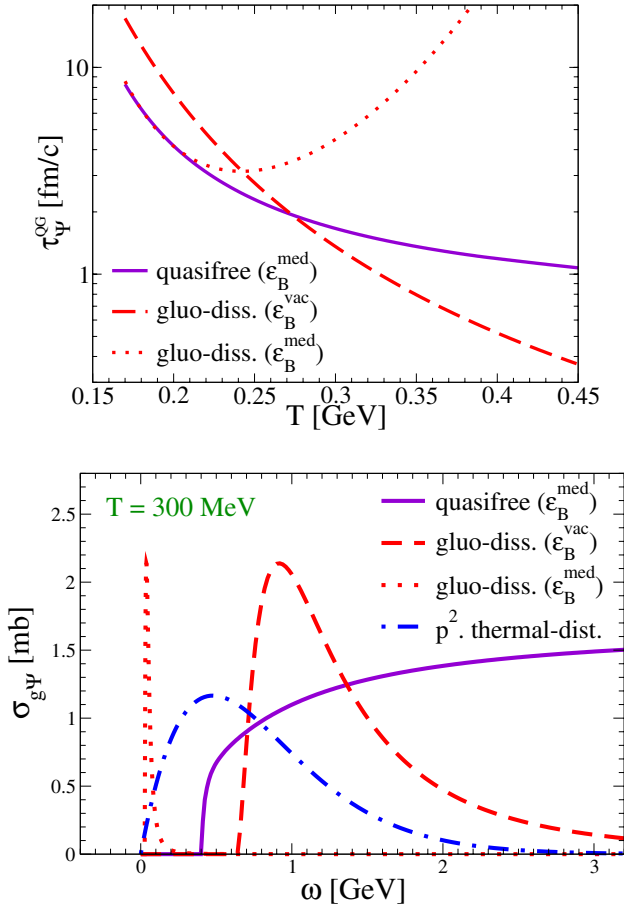 10
1
τ_Ψ^QG [fm/c]
quasifree (ε_B^med)
gluo-diss. (ε_B^vac)
gluo-diss. (ε_B^med)
0.15 0.2 0.25 0.3 0.35 0.4 0.45
T [GeV]
T = 300 MeV
quasifree (ε_B^med)
gluo-diss. (ε_B^vac)
gluo-diss. (ε_B^med)
p². thermal-dist.
2.5
2
1.5
1
0.5
0
σ_gΨ [mb]
0 1 2 3
ω [GeV]